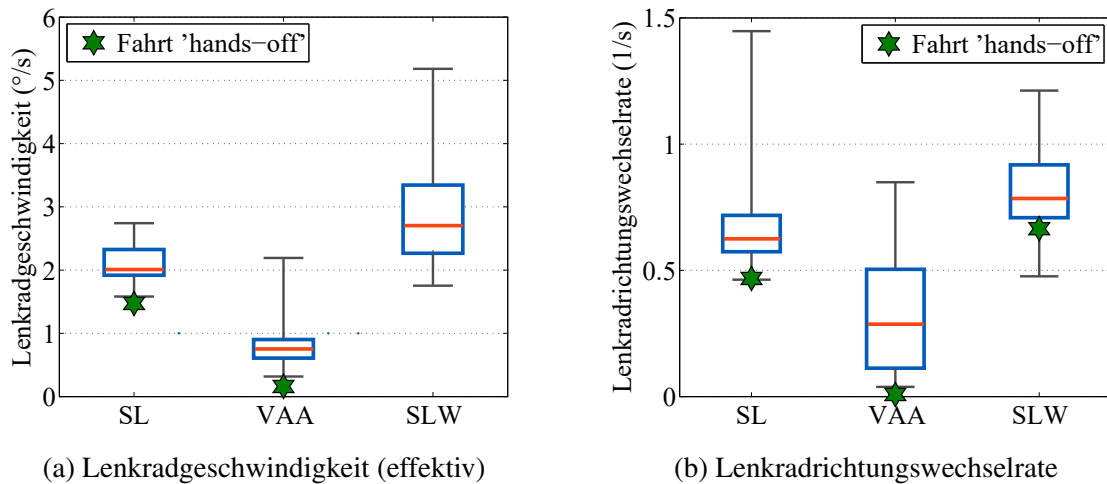 6
5
4
3
2
1
0
Lenkradgeschwindigkeit (°/s)
Fahrt 'hands−off'
SL
VAA
SLW
(a) Lenkradgeschwindigkeit (effektiv)
1.5
1
0.5
0
Lenkradrichtungswechselrate (1/s)
Fahrt 'hands−off'
SL
VAA
SLW
(b) Lenkradrichtungswechselrate